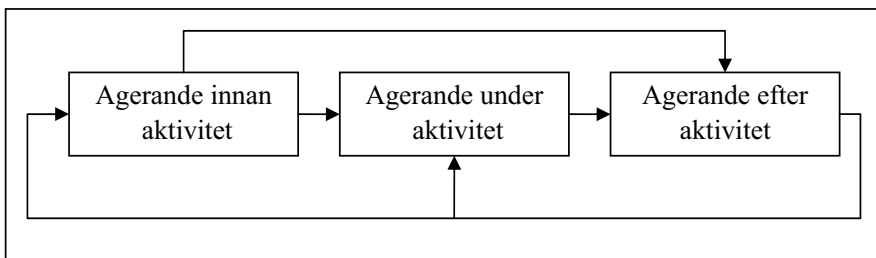 Agerande innan
aktivitet
Agerande under
aktivitet
Agerande efter
aktivitet